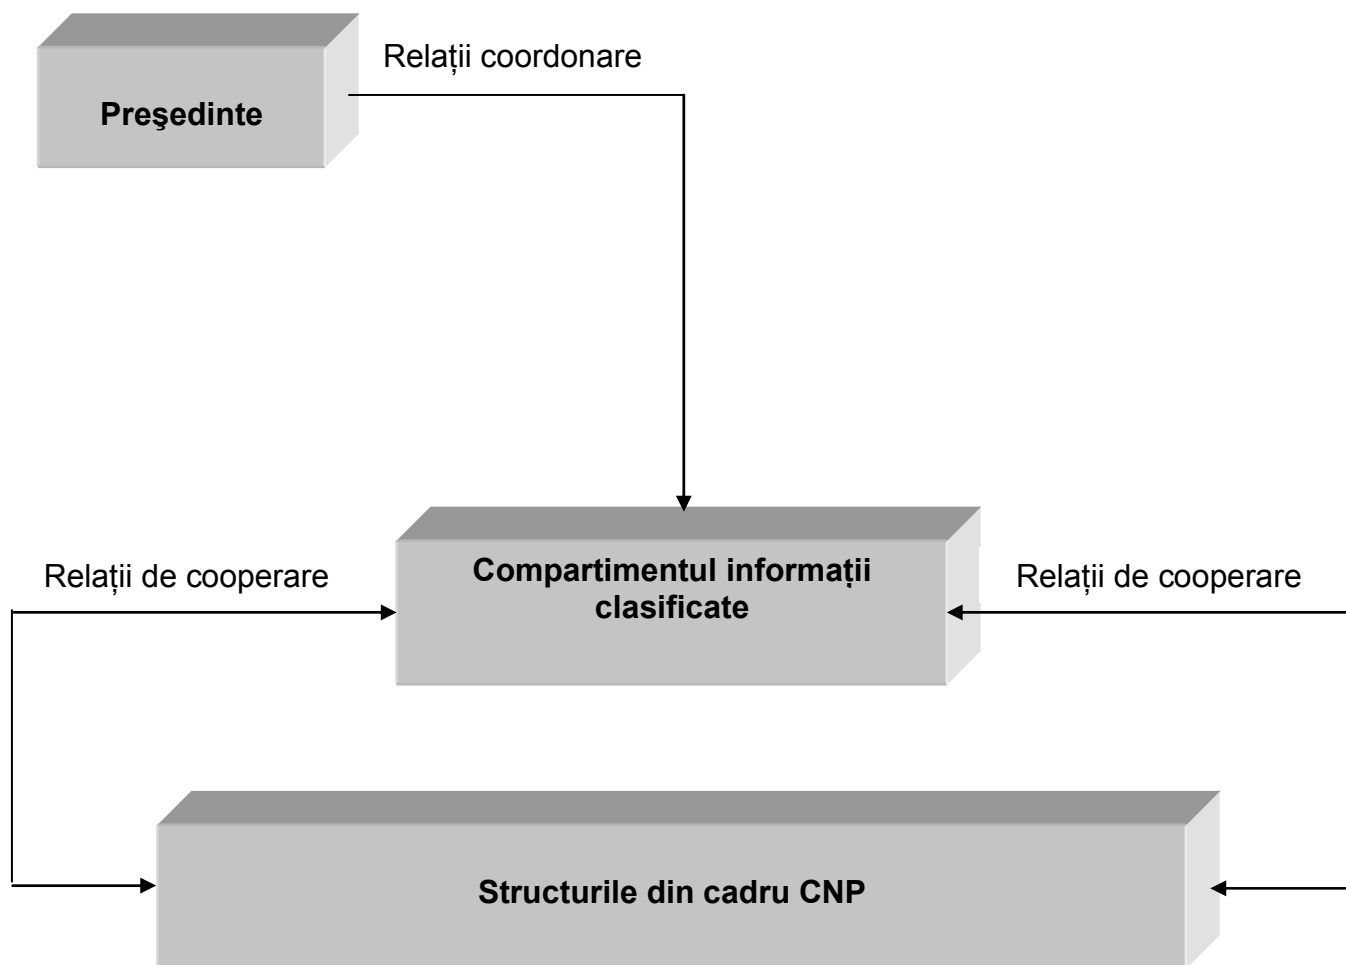 Relații coordonare
Preşedinte
Compartimentul informații
clasificate
Relații de cooperare
Relații de cooperare
Structurile din cadru CNP